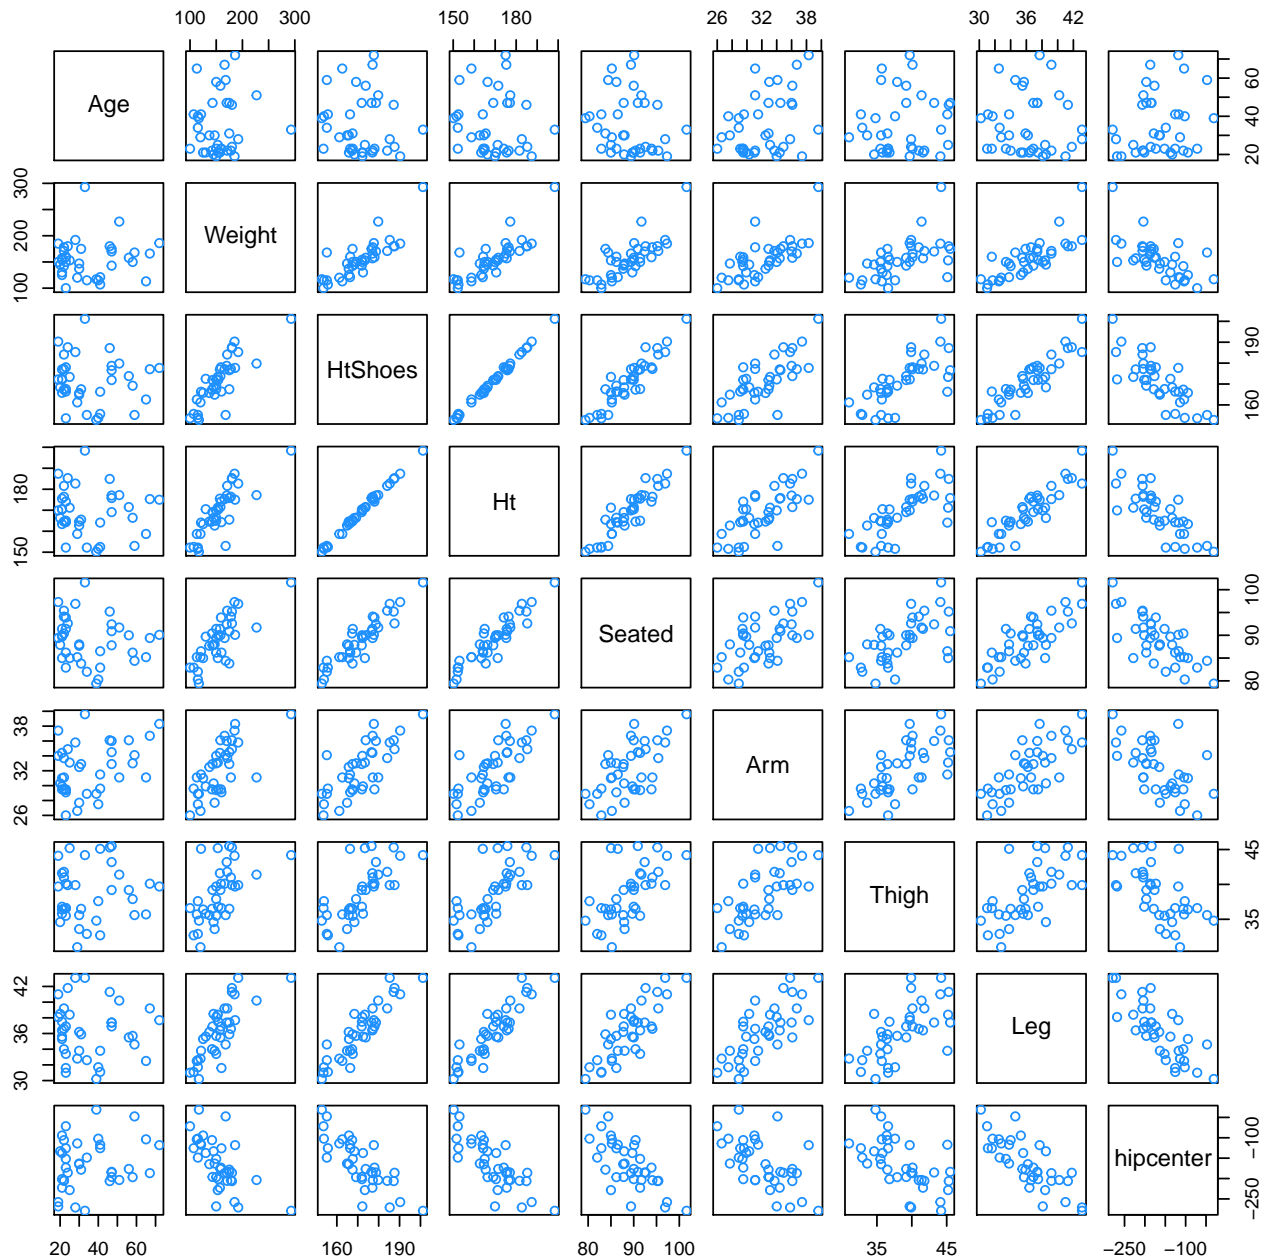 100 200 300 150 180 26 32 38 30 36 42
Age 20 40 60
100 200 300 Weight
HtShoes 160 190
150 180 Ht
Seated 80 90 100
26 32 38 Arm
Thigh 35 45
30 36 42 Leg
hipcenter -250 -100
20 40 60 160 190 80 90 100 35 45 -250 -100